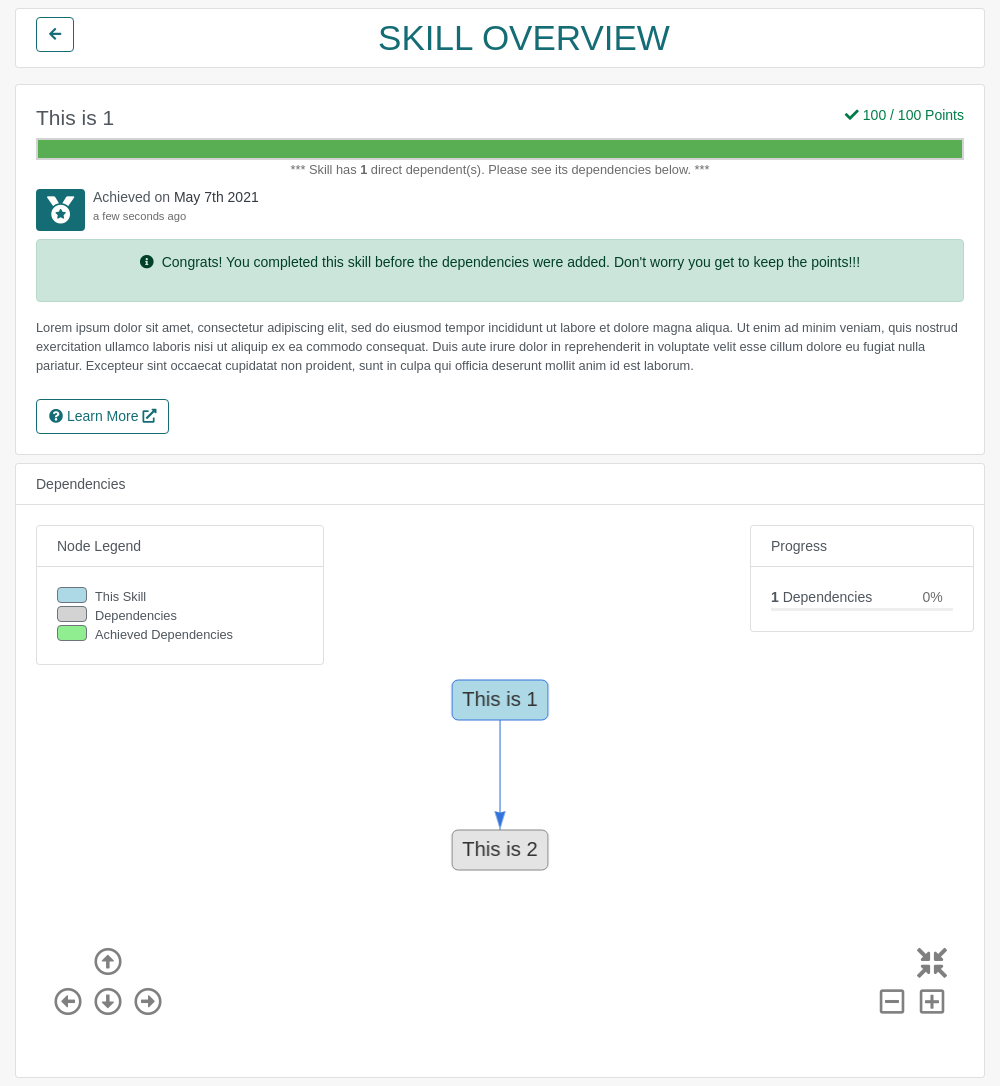 SKILL OVERVIEW
This is 1
100 / 100 Points
*** Skill has 1 direct dependent(s). Please see its dependencies below. ***
Achieved on May 7th 2021
a few seconds ago
Congrats! You completed this skill before the dependencies were added. Don't worry you get to keep the points!!!
Lorem ipsum dolor sit amet, consectetur adipiscing elit, sed do eiusmod tempor incididunt ut labore et dolore magna aliqua. Ut enim ad minim veniam, quis nostrud
exercitation ullamco laboris nisi ut aliquip ex ea commodo consequat. Duis aute irure dolor in reprehenderit in voluptate velit esse cillum dolore eu fugiat nulla
pariatur. Excepteur sint occaecat cupidatat non proident, sunt in culpa qui officia deserunt mollit anim id est laborum.
Learn More
Dependencies
Node Legend
This Skill
Dependencies
Achieved Dependencies
Progress
1 Dependencies 0%
This is 1
This is 2